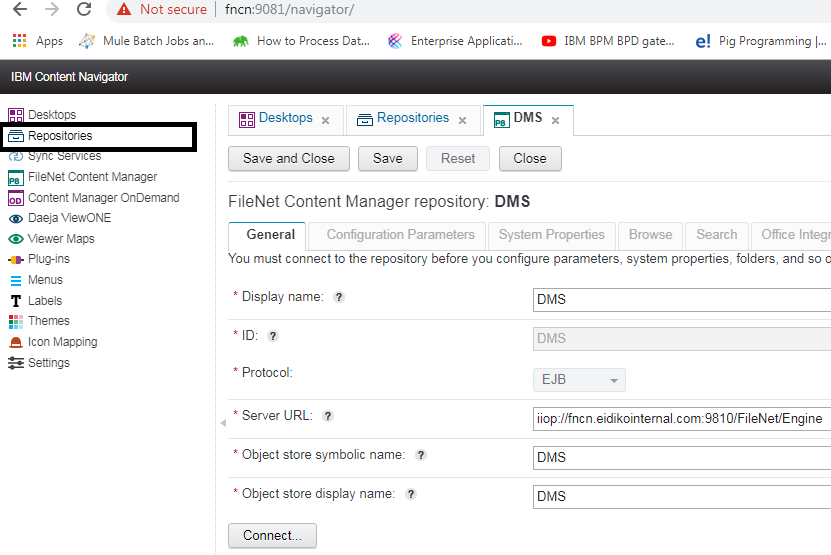 Not secure | fncn:9081/navigator/
Apps Mule Batch Jobs an... How to Process Dat... Enterprise Applicati... IBM BPM BPD gate... e! Pig Programming |...
IBM Content Navigator
Desktops
Repositories
Sync Services
P8 FileNet Content Manager
OD Content Manager OnDemand
Daeja ViewONE
Viewer Maps
Plug-ins
Menus
T Labels
Themes
Icon Mapping
Settings
Desktops x Repositories x P8 DMS x
Save and Close Save Reset Close
FileNet Content Manager repository: DMS
General Configuration Parameters System Properties Browse Search Office Integr
You must connect to the repository before you configure parameters, system properties, folders, and so o
* Display name: ? DMS
* ID: ? DMS
* Protocol: EJB
* Server URL: ? iiop://fncn.eidikointernal.com:9810/FileNet/Engine
* Object store symbolic name: ? DMS
* Object store display name: ? DMS
Connect...